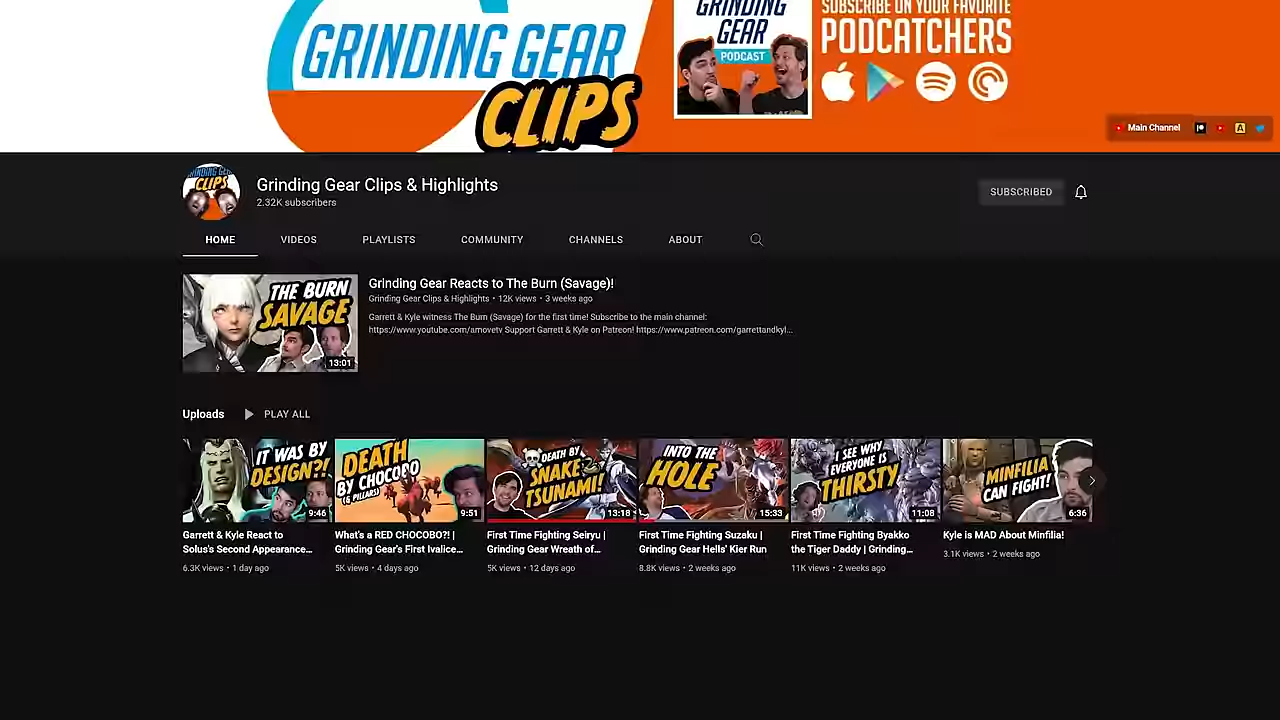 GRINDING GEAR
CLIPS
GRINDING
GEAR
PODCAST
SUBSCRIBE ON YOUR FAVORITE
PODCATCHERS
Main Channel
GRINDING GEAR
CLIPS
Grinding Gear Clips & Highlights
2.32K subscribers
SUBSCRIBED
HOME VIDEOS PLAYLISTS COMMUNITY CHANNELS ABOUT
THE BURN
SAVAGE
13:01
Grinding Gear Reacts to The Burn (Savage)!
Grinding Gear Clips & Highlights • 12K views • 3 weeks ago
Garrett & Kyle witness The Burn (Savage) for the first time! Subscribe to the main channel:
https://www.youtube.com/amovetv Support Garrett & Kyle on Patreon! https://www.patreon.com/garrettandkyl...
Uploads PLAY ALL
IT WAS BY
DESIGN?!
9:46
Garrett & Kyle React to
Solus's Second Appearance...
6.3K views • 1 day ago
DEATH
BY CHOCOBO
(& PILLARS)
9:51
What's a RED CHOCOBO?! |
Grinding Gear's First Ivalice...
5K views • 4 days ago
DEATH BY
SNAKE
TSUNAMI!
13:18
First Time Fighting Seiryu |
Grinding Gear Wreath of...
5K views • 12 days ago
INTO THE
HOLE
15:33
First Time Fighting Suzaku |
Grinding Gear Hells' Kier Run
8.8K views • 2 weeks ago
I SEE WHY
EVERYONE IS
THIRSTY
11:08
First Time Fighting Byakko
the Tiger Daddy | Grinding...
11K views • 2 weeks ago
MINFILIA
CAN FIGHT!
6:36
Kyle is MAD About Minfilia!
3.1K views • 2 weeks ago